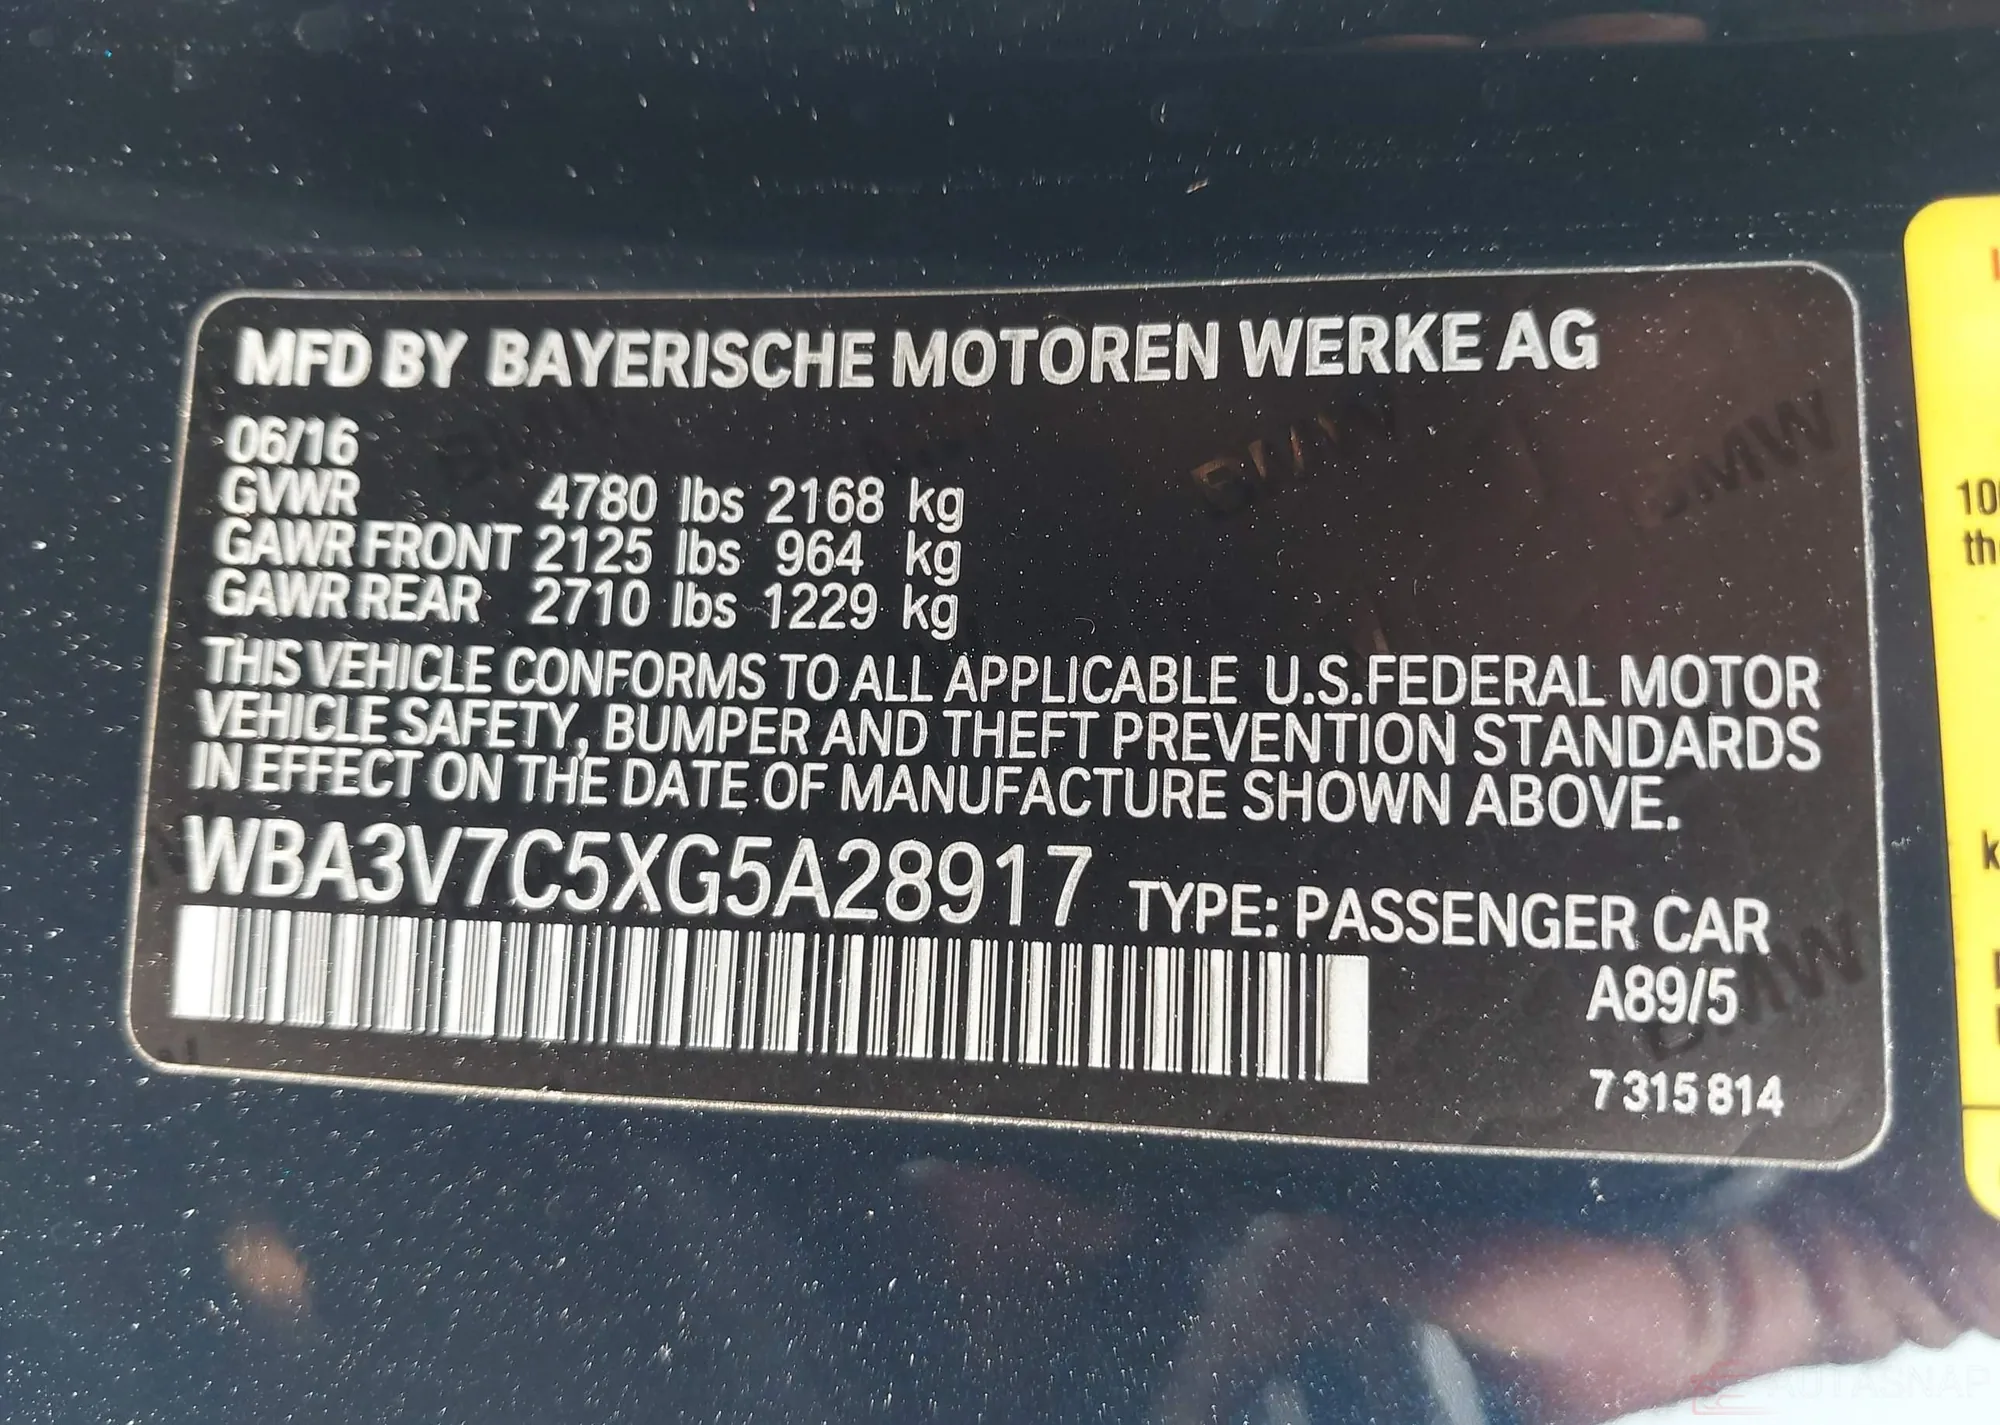 MFD BY BAYERISCHE MOTOREN WERKE AG
06/16
GVWR 4780 lbs 2168 kg
GAWR FRONT 2125 lbs 964 kg
GAWR REAR 2710 lbs 1229 kg
THIS VEHICLE CONFORMS TO ALL APPLICABLE U.S.FEDERAL MOTOR
VEHICLE SAFETY, BUMPER AND THEFT PREVENTION STANDARDS
IN EFFECT ON THE DATE OF MANUFACTURE SHOWN ABOVE.
WBA3V7C5XG5A28917 TYPE: PASSENGER CAR
A89/5
7 315 814
BMW
BMW
BMW